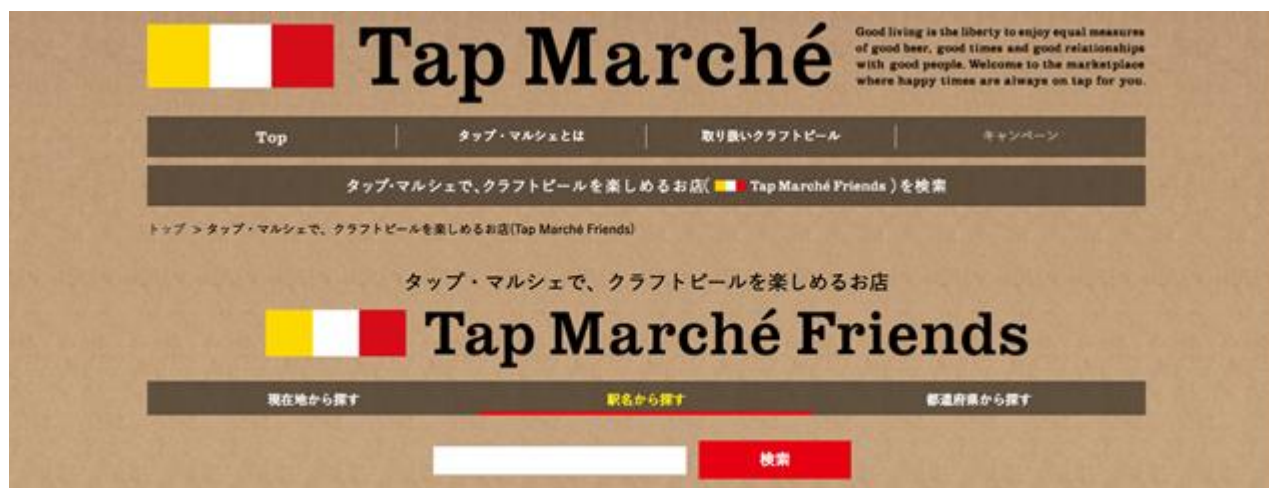 Tap Marché
Good living is the liberty to enjoy equal measures
of good beer, good times and good relationships
with good people. Welcome to the marketplace
where happy times are always on tap for you.
Top タップ・マルシェとは 取り扱いクラフトビール キャンペーン
タップ・マルシェで、クラフトビールを楽しめるお店( Tap Marché Friends )を検索
トップ > タップ・マルシェで、クラフトビールを楽しめるお店(Tap Marché Friends)
タップ・マルシェで、クラフトビールを楽しめるお店
Tap Marché Friends
現在地から探す 駅名から探す 都道府県から探す
検索